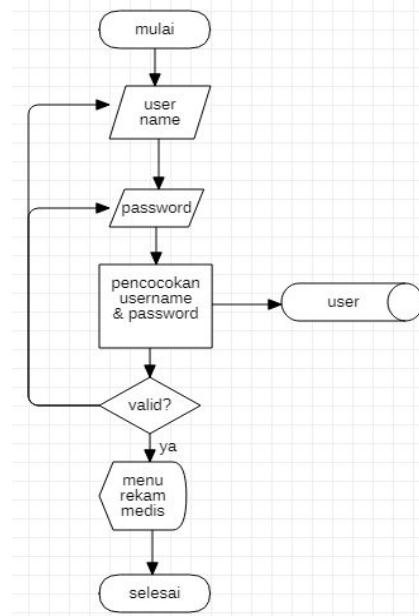 mulai
user
name
password
pencocokan
username
& password
user
valid?
ya
menu
rekam
medis
selesai